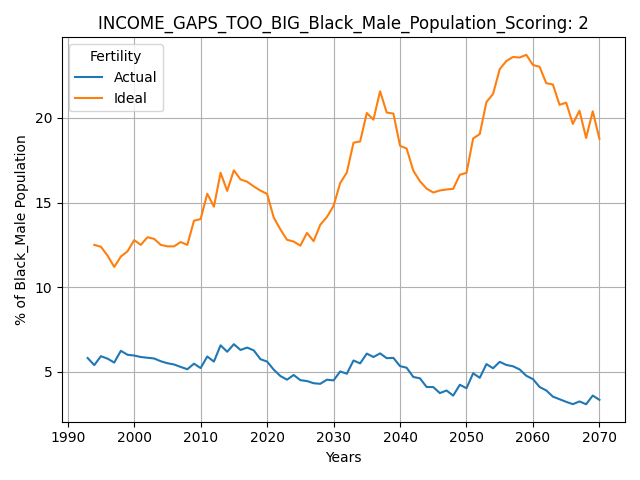 INCOME_GAPS_TOO_BIG_Black_Male_Population_Scoring: 2
Fertility
Actual
Ideal
% of Black_Male Population
20
15
10
5
1990 2000 2010 2020 2030 2040 2050 2060 2070
Years